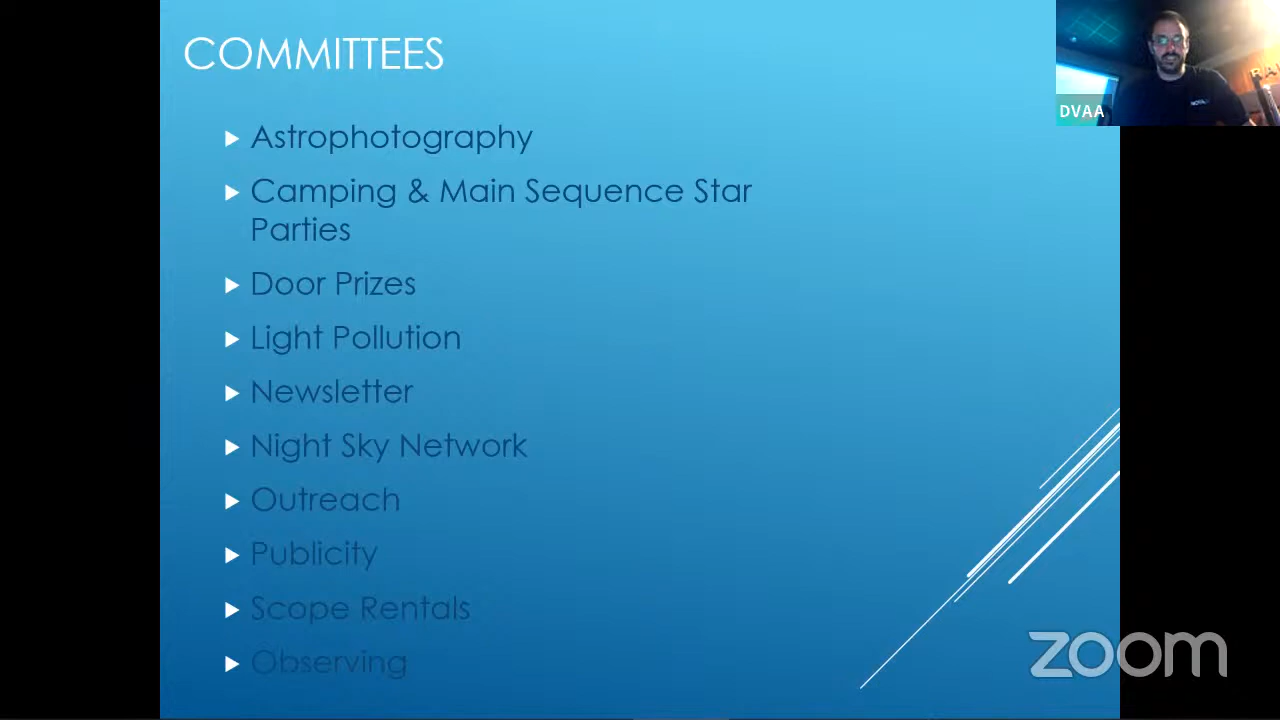 COMMITTEES
DVAA
Astrophotography
Camping & Main Sequence Star
Parties
Door Prizes
Light Pollution
Newsletter
Night Sky Network
Outreach
Publicity
Scope Rentals
Observing
zoom